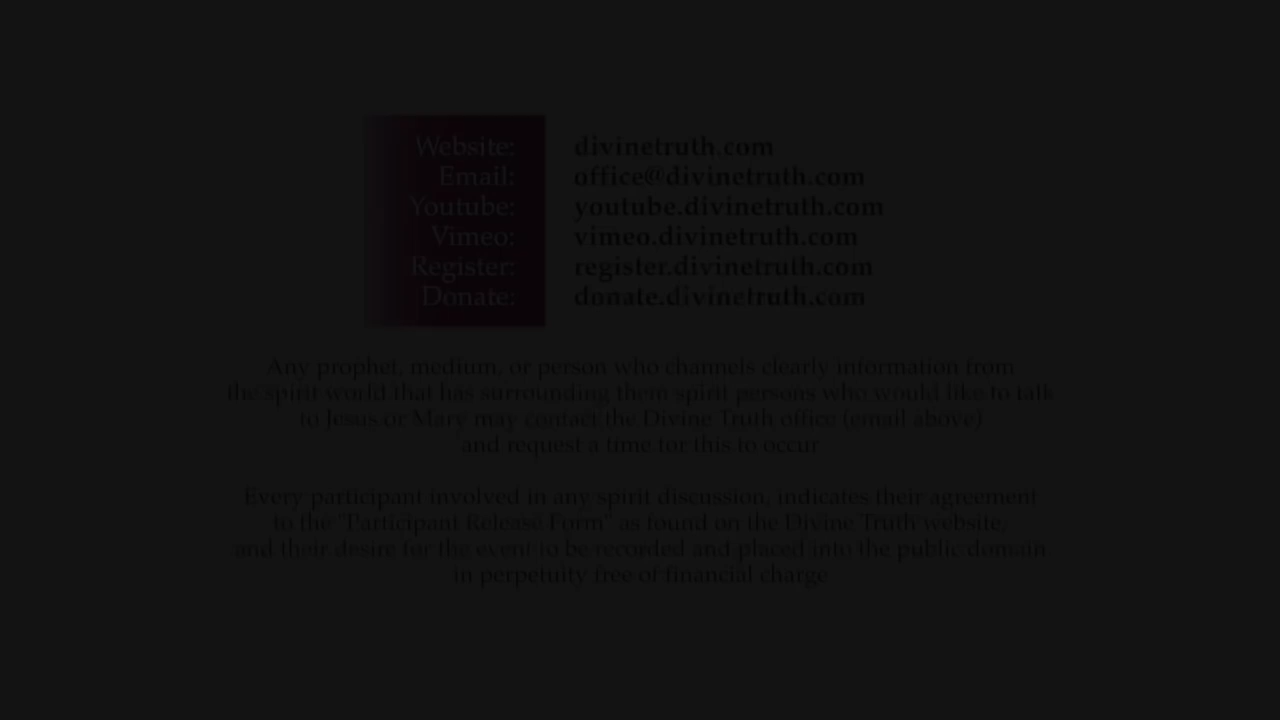 Website: divinetruth.com
Email: office@divinetruth.com
Youtube: youtube.divinetruth.com
Vimeo: vimeo.divinetruth.com
Register: register.divinetruth.com
Donate: donate.divinetruth.com
Any prophet, medium, or person who channels clearly information from
the spirit world that has surrounding them spirit persons who would like to talk
to Jesus or Mary may contact the Divine Truth office (email above)
and request a time for this to occur
Every participant involved in any spirit discussion, indicates their agreement
to the "Participant Release Form" as found on the Divine Truth website,
and their desire for the event to be recorded and placed into the public domain
in perpetuity free of financial charge